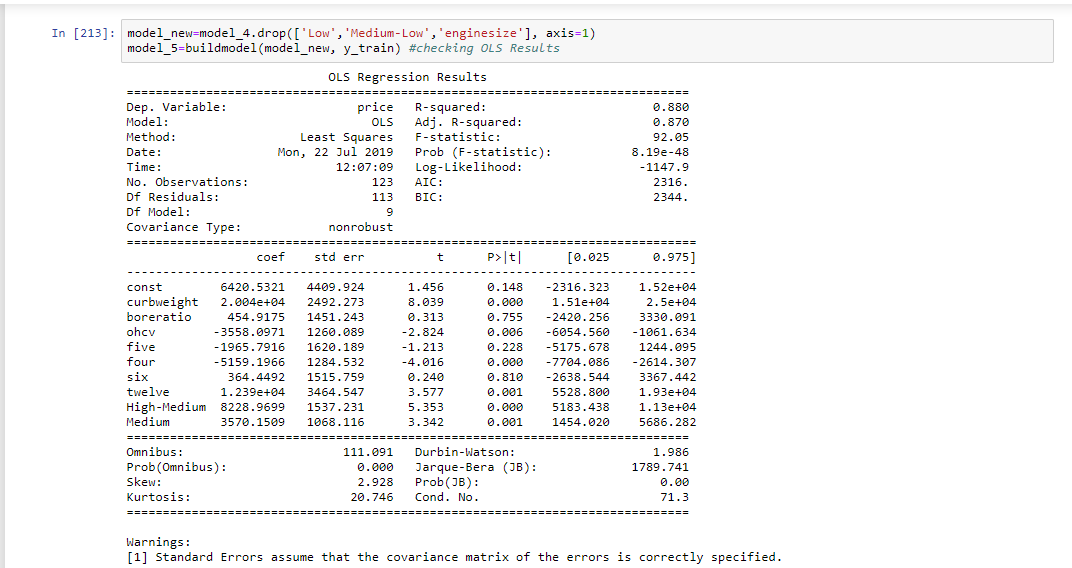 In [213]: model_new=model_4.drop(['Low','Medium-Low','enginesize'], axis=1)
model_5=buildmodel(model_new, y_train) #checking OLS Results
OLS Regression Results
==============================================================================
Dep. Variable: price R-squared: 0.880
Model: OLS Adj. R-squared: 0.870
Method: Least Squares F-statistic: 92.05
Date: Mon, 22 Jul 2019 Prob (F-statistic): 8.19e-48
Time: 12:07:09 Log-Likelihood: -1147.9
No. Observations: 123 AIC: 2316.
Df Residuals: 113 BIC: 2344.
Df Model: 9
Covariance Type: nonrobust
===============================================================================
coef std err t P>|t| [0.025 0.975]
-------------------------------------------------------------------------------
const 6420.5321 4409.924 1.456 0.148 -2316.323 1.52e+04
curbweight 2.004e+04 2492.273 8.039 0.000 1.51e+04 2.5e+04
boreratio 454.9175 1451.243 0.313 0.755 -2420.256 3330.091
ohcv -3558.0971 1260.089 -2.824 0.006 -6054.560 -1061.634
five -1965.7916 1620.189 -1.213 0.228 -5175.678 1244.095
four -5159.1966 1284.532 -4.016 0.000 -7704.086 -2614.307
six 364.4492 1515.759 0.240 0.810 -2638.544 3367.442
twelve 1.239e+04 3464.547 3.577 0.001 5528.800 1.93e+04
High-Medium 8228.9699 1537.231 5.353 0.000 5183.438 1.13e+04
Medium 3570.1509 1068.116 3.342 0.001 1454.020 5686.282
==============================================================================
Omnibus: 111.091 Durbin-Watson: 1.986
Prob(Omnibus): 0.000 Jarque-Bera (JB): 1789.741
Skew: 2.928 Prob(JB): 0.00
Kurtosis: 20.746 Cond. No. 71.3
==============================================================================
Warnings:
[1] Standard Errors assume that the covariance matrix of the errors is correctly specified.